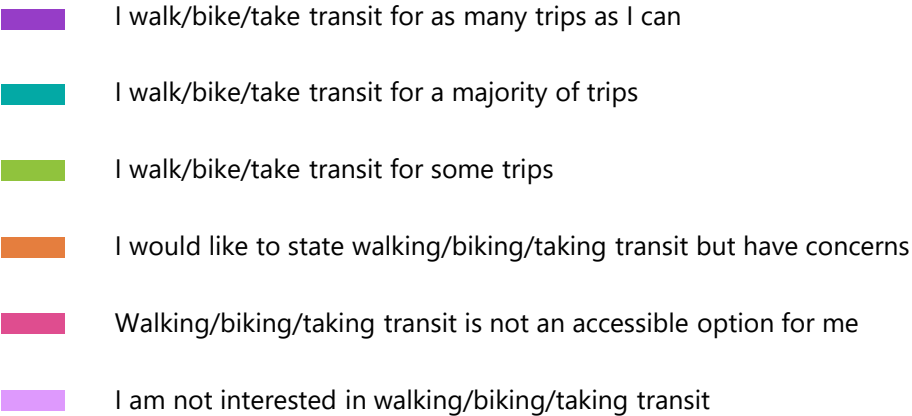 I walk/bike/take transit for as many trips as I can
I walk/bike/take transit for a majority of trips
I walk/bike/take transit for some trips
I would like to state walking/biking/taking transit but have concerns
Walking/biking/taking transit is not an accessible option for me
I am not interested in walking/biking/taking transit